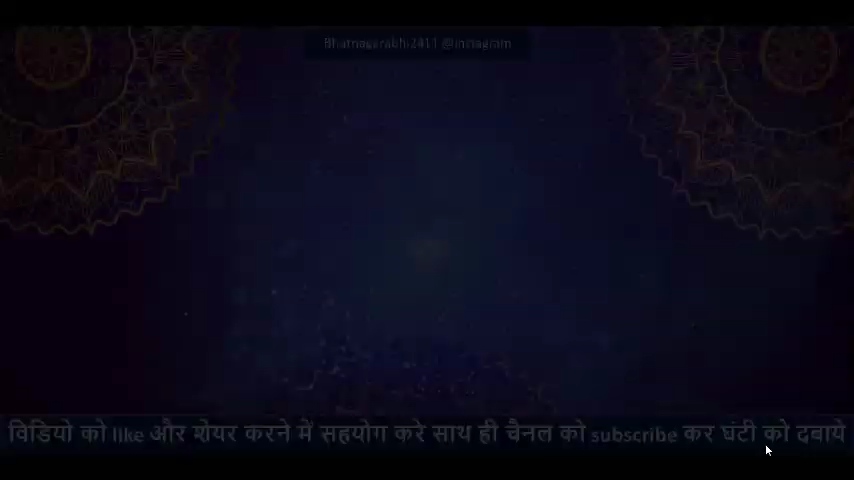 Bhatnagarabhi2411 @instagram
विडियो को like और शेयर करने में सहयोग करे साथ ही चैनल को subscribe कर घंटी को दबाये